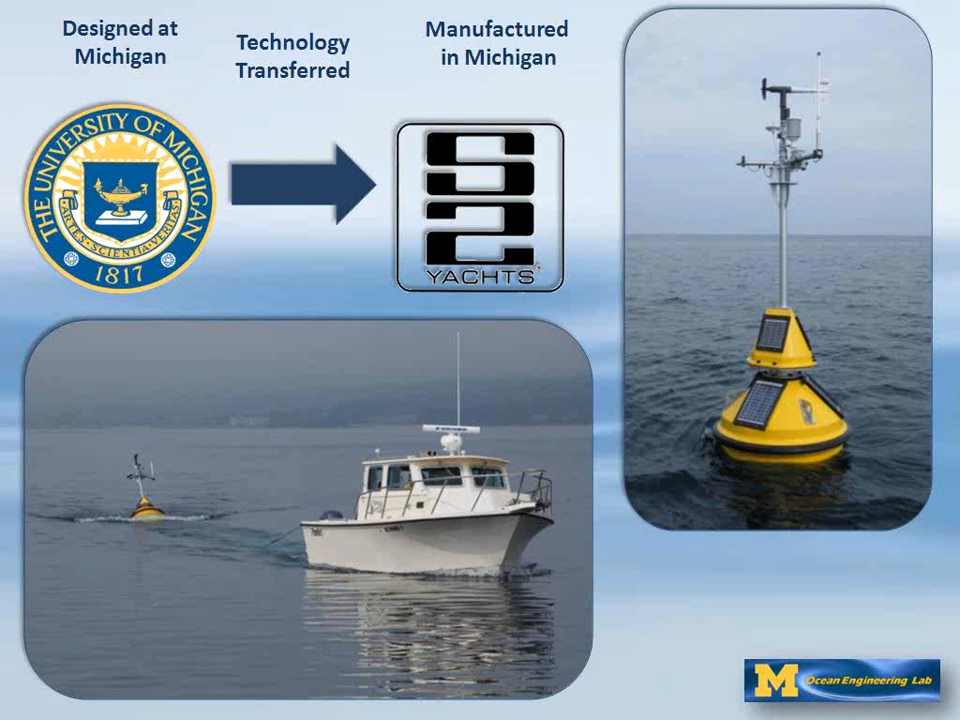 Designed at
Michigan
Technology
Transferred
Manufactured
in Michigan
THE UNIVERSITY OF MICHIGAN
ARTES SCIENTIA VERITAS
1817
S2
YACHTS®
M Ocean Engineering Lab